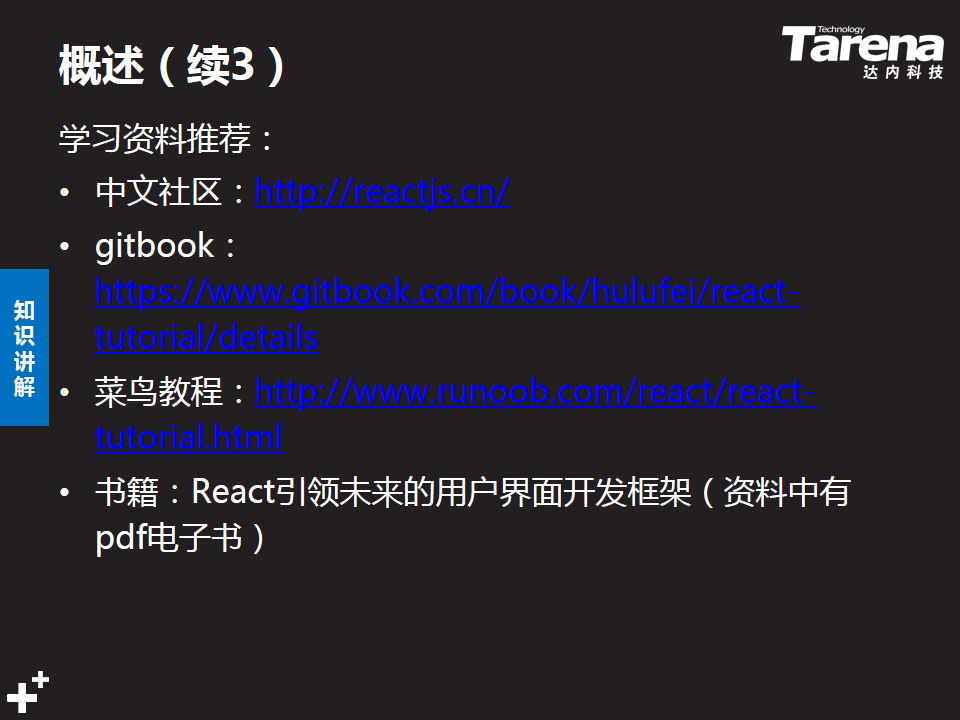 概述（续3）
Technology
Tarena
达内科技
学习资料推荐：
• 中文社区：http://reactjs.cn/
• gitbook：
https://www.gitbook.com/book/hulufei/react-
tutorial/details
• 菜鸟教程：http://www.runoob.com/react/react-
tutorial.html
• 书籍：React引领未来的用户界面开发框架（资料中有
pdf电子书）
知识讲解